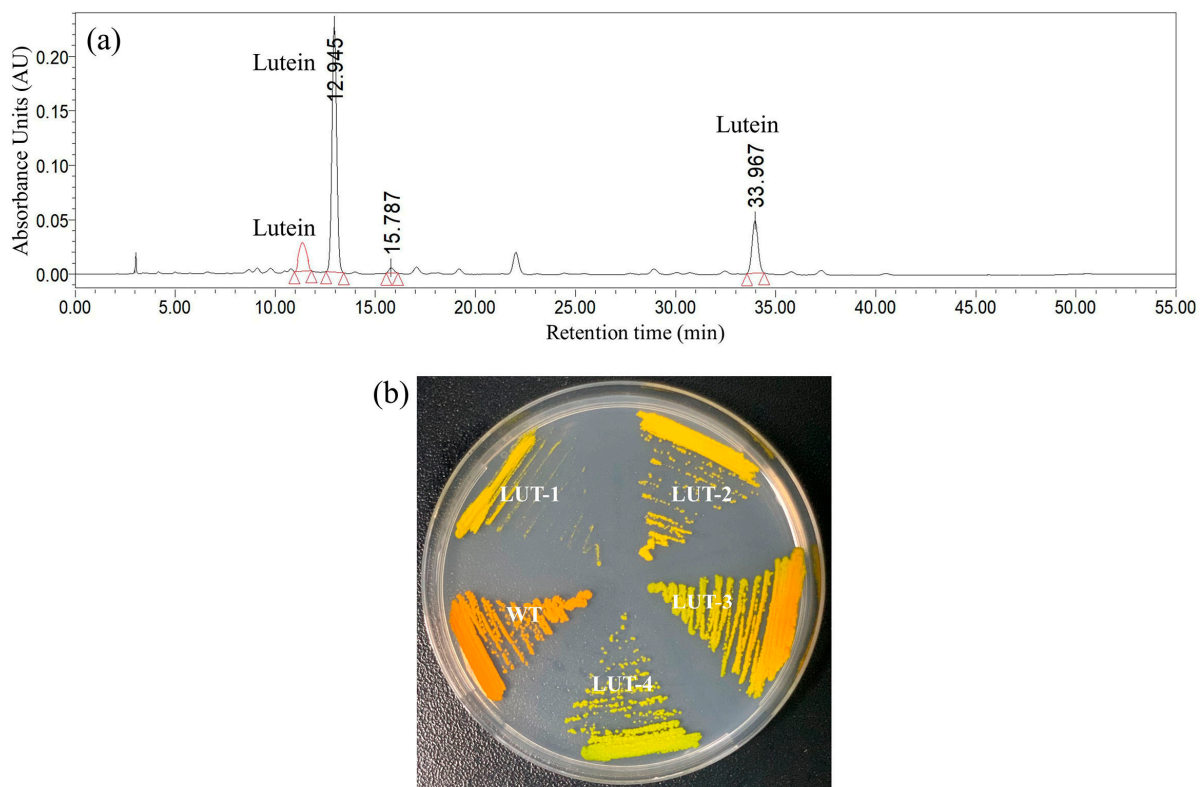 (a)
Absorbance Units (AU)
0.20
0.15
0.10
0.05
0.00
Lutein
12.945
Lutein
15.787
Lutein
33.967
0.00 5.00 10.00 15.00 20.00 25.00 30.00 35.00 40.00 45.00 50.00 55.00
Retention time (min)
(b)
LUT-1
LUT-2
WT
LUT-3
LUT-4